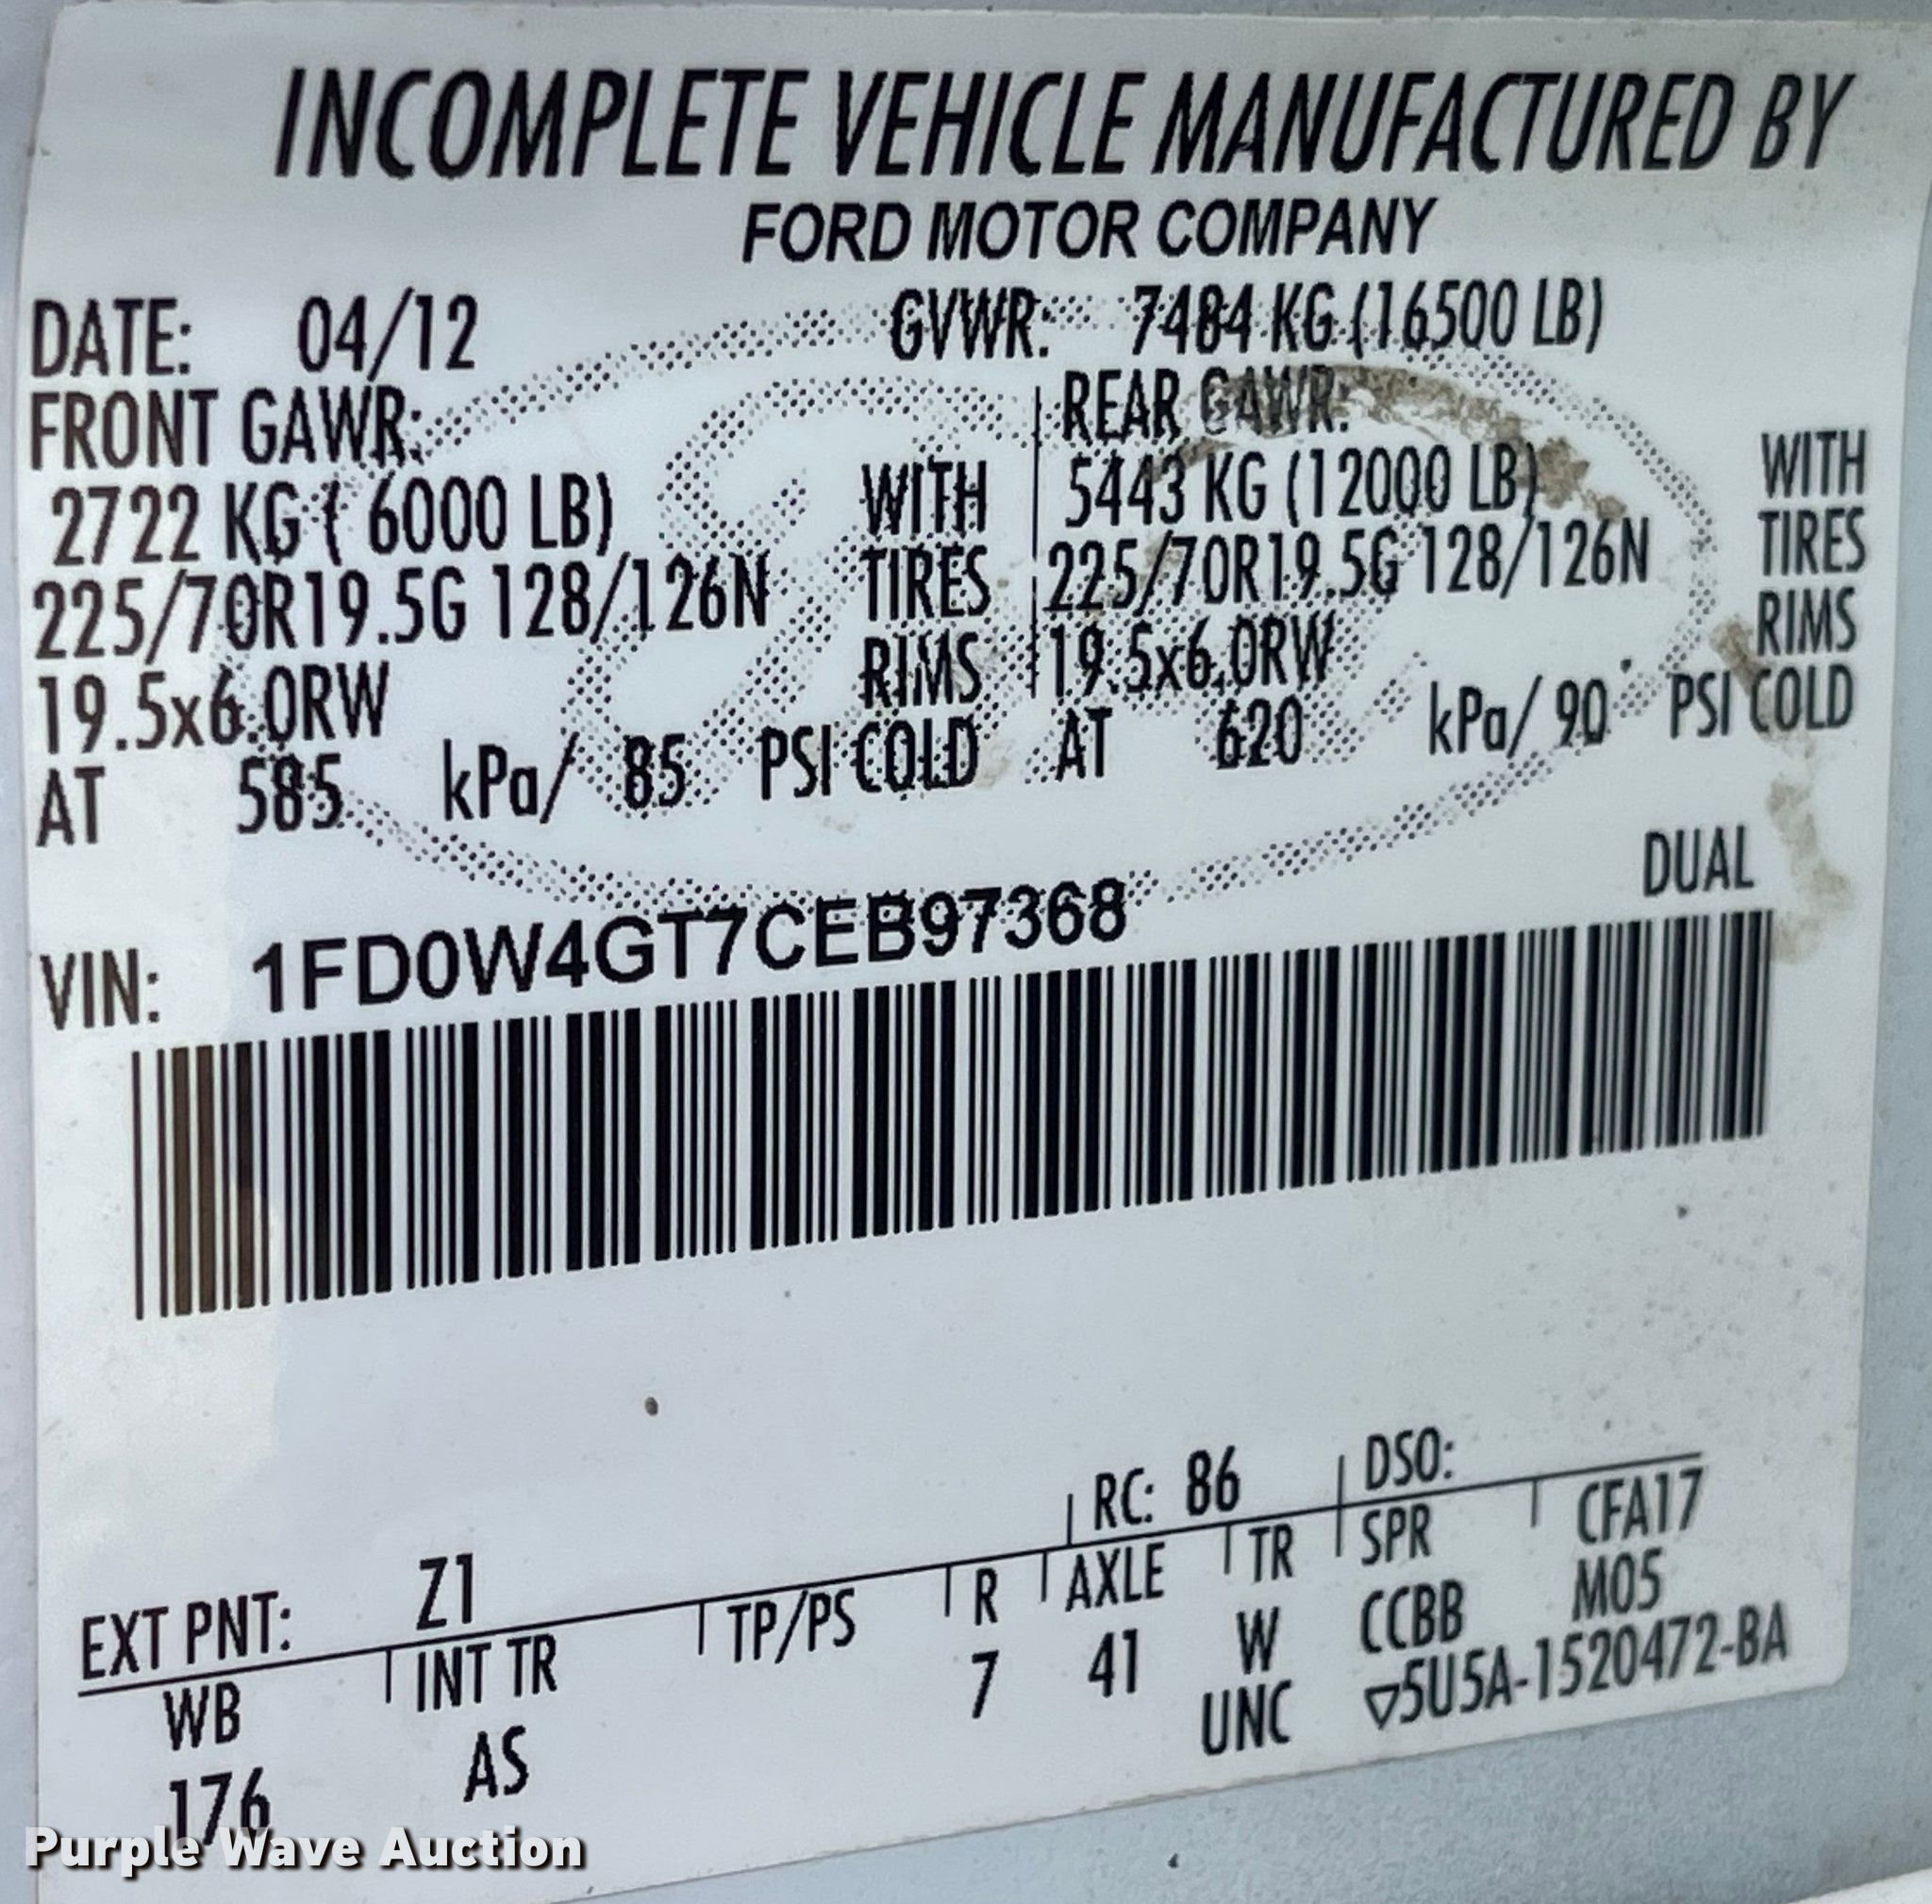 INCOMPLETE VEHICLE MANUFACTURED BY
FORD MOTOR COMPANY
DATE: 04/12 GVWR: 7484 KG (16500 LB)
FRONT GAWR: REAR GAWR:
2722 KG ( 6000 LB) WITH 5443 KG (12000 LB) WITH
225/70R19.5G 128/126N TIRES 225/70R19.5G 128/126N TIRES
19.5x6.0RW RIMS 19.5x6.0RW RIMS
AT 585 kPa/ 85 PSI COLD AT 620 kPa/ 90 PSI COLD
DUAL
VIN: 1FD0W4GT7CEB97368
EXT PNT: Z1 RC: 86 DSO:
WB INT TR TP/PS R AXLE TR SPR CFA17
176 AS 7 41 W CCBB M05
UNC ▽5U5A-1520472-BA
Purple Wave Auction